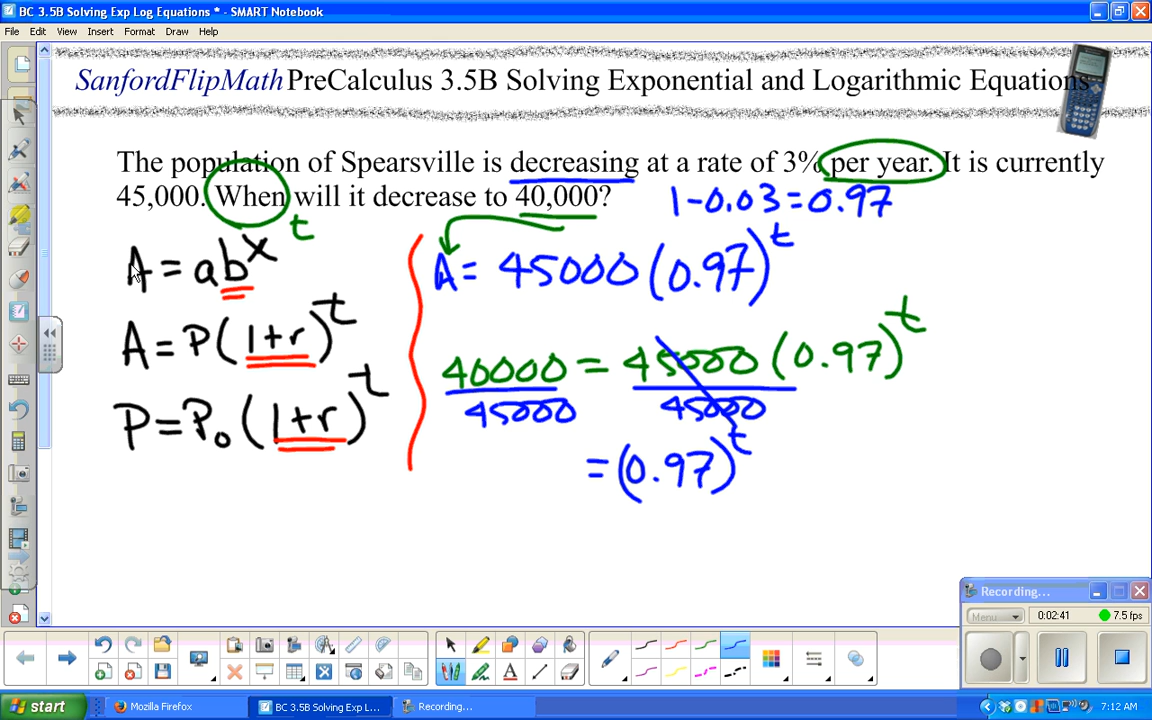 BC 3.5B Solving Exp Log Equations * - SMART Notebook
File Edit View Insert Format Draw Help
SanfordFlipMath PreCalculus 3.5B Solving Exponential and Logarithmic Equations
The population of Spearsville is decreasing at a rate of 3% per year. It is currently
45,000. When will it decrease to 40,000?
1-0.03=0.97
t
A=ab^x
A=45000(0.97)^t
A=P(1+r)^t
40000=45000(0.97)^t
45000 45000
P=P₀(1+r)^t
=(0.97)^t
Recording...
Menu 0:02:41 7.5 fps
start Mozilla Firefox BC 3.5B Solving Exp L... Recording... 7:12 AM